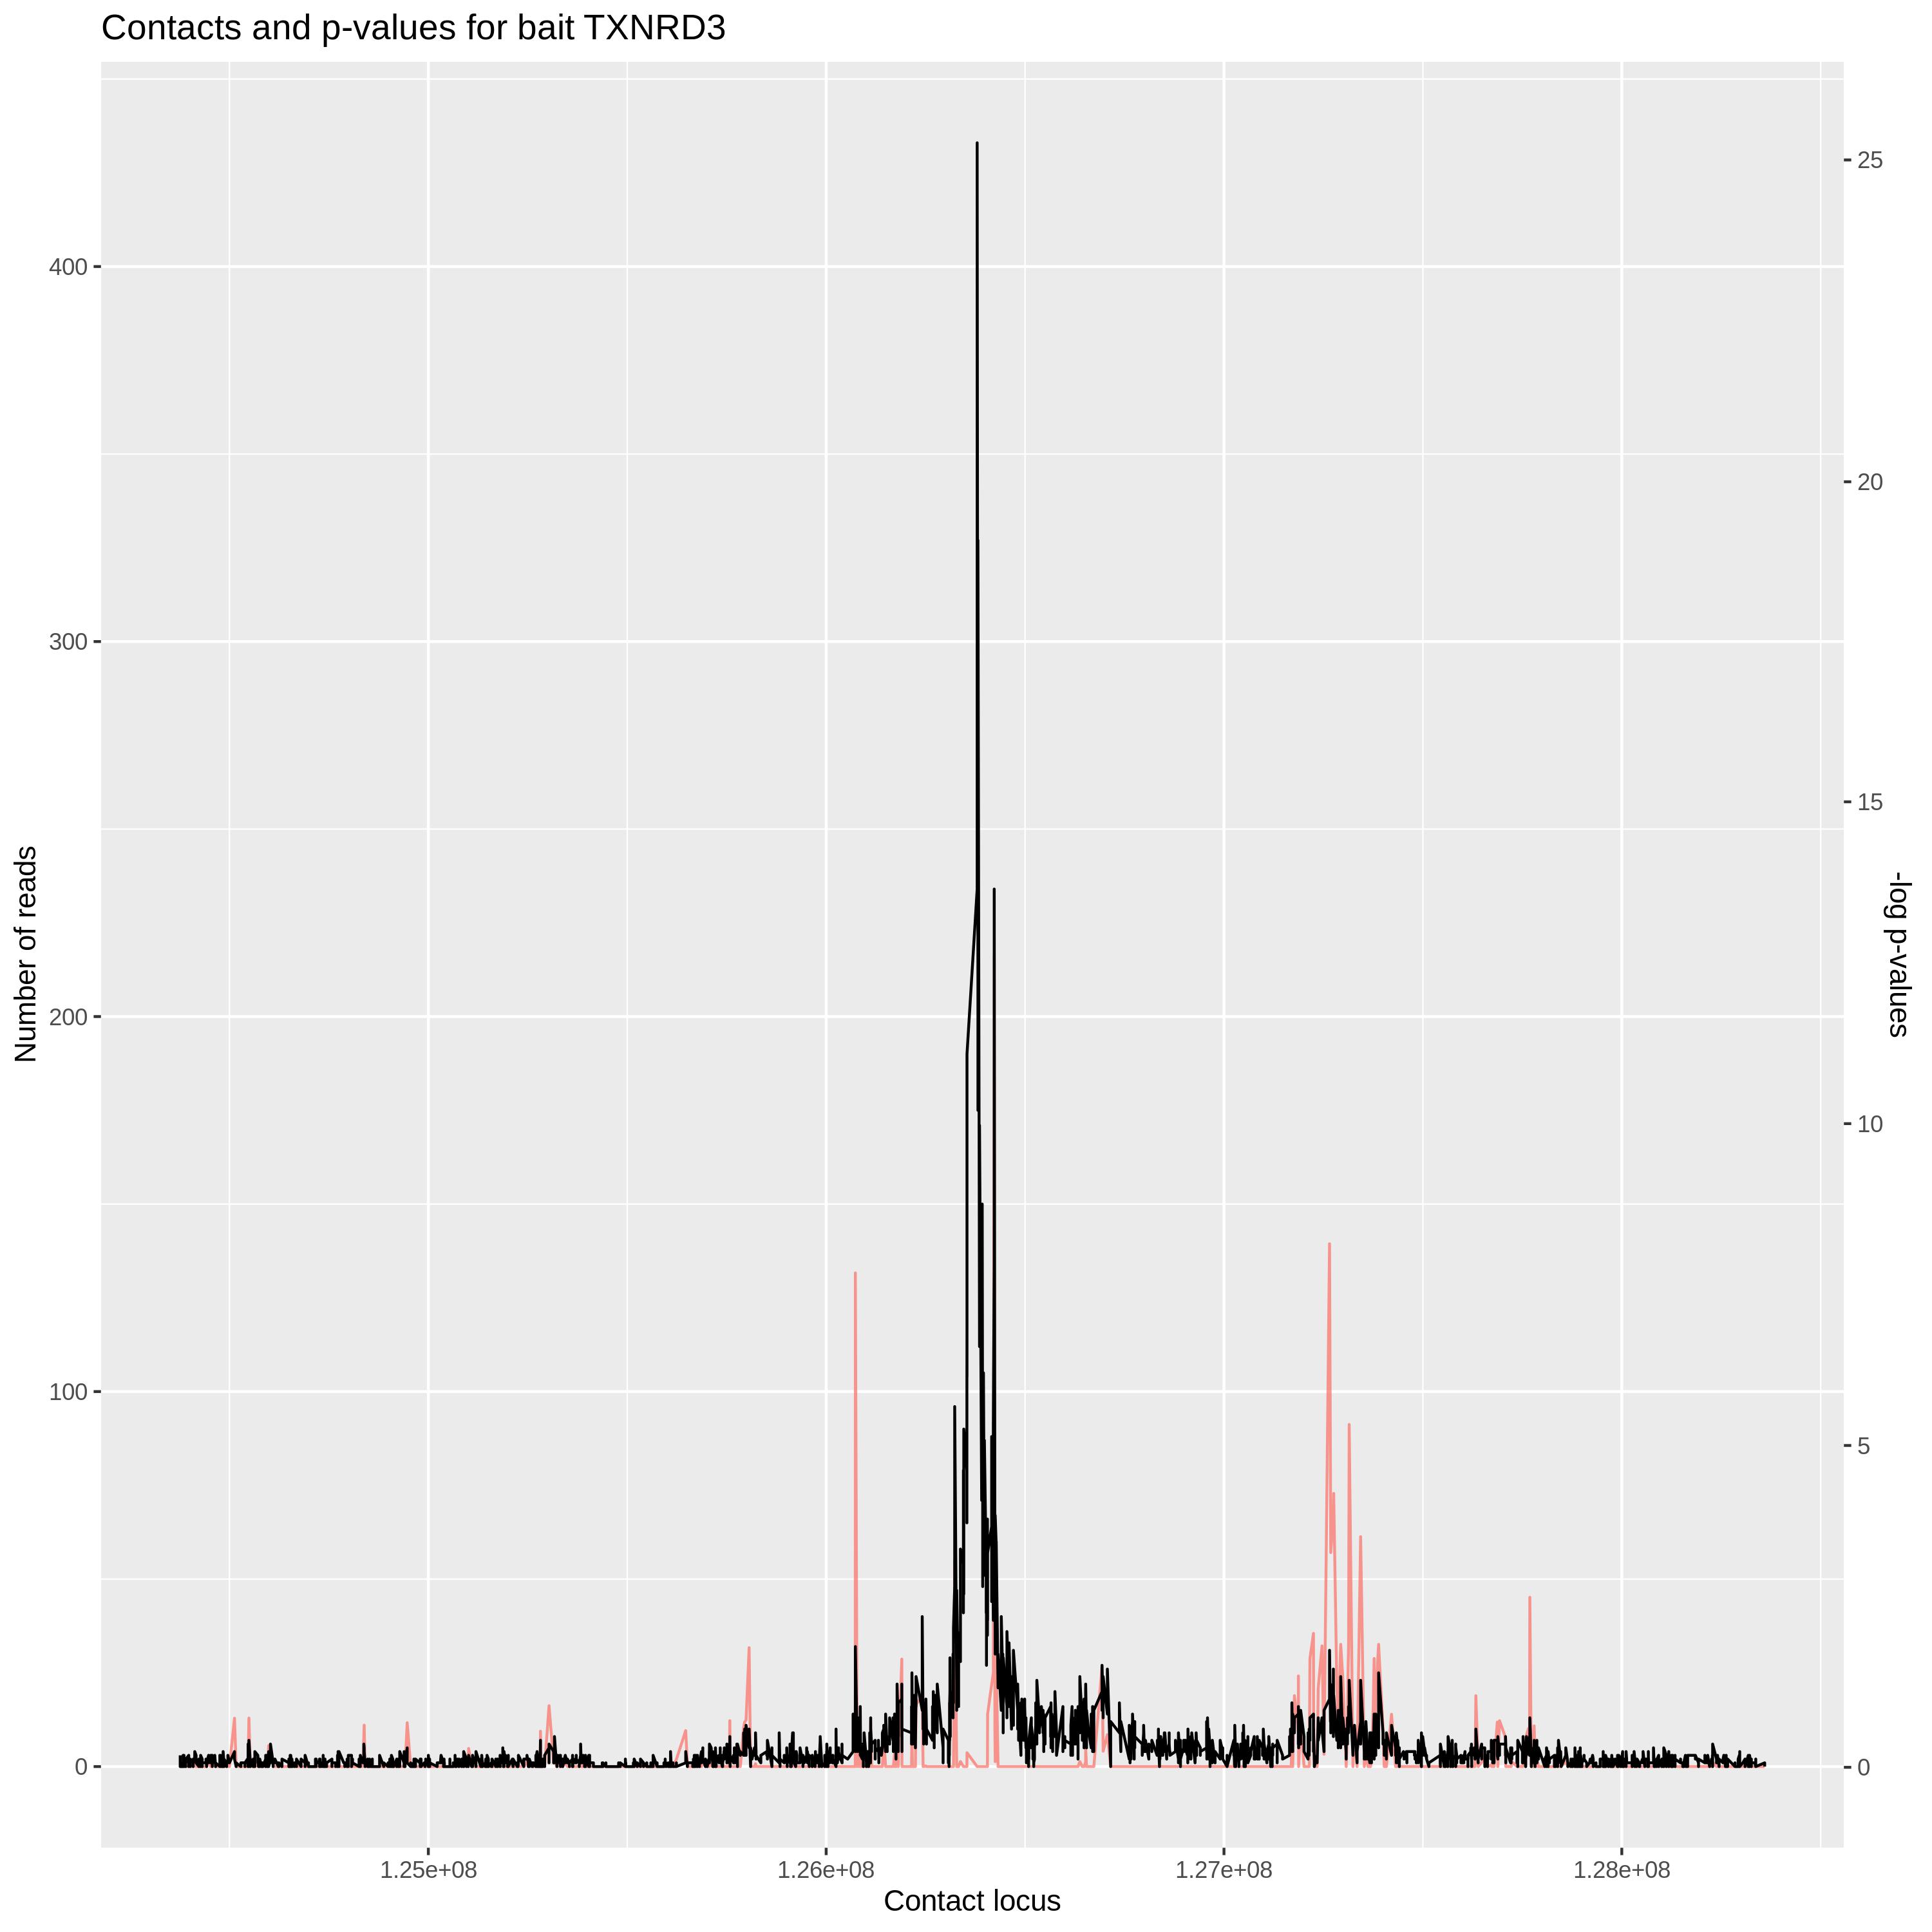 Contacts and p-values for bait TXNRD3
Number of reads
400
300
200
100
0
25
20
15
10
5
0
-log p-values
1.25e+08
1.26e+08
1.27e+08
1.28e+08
Contact locus